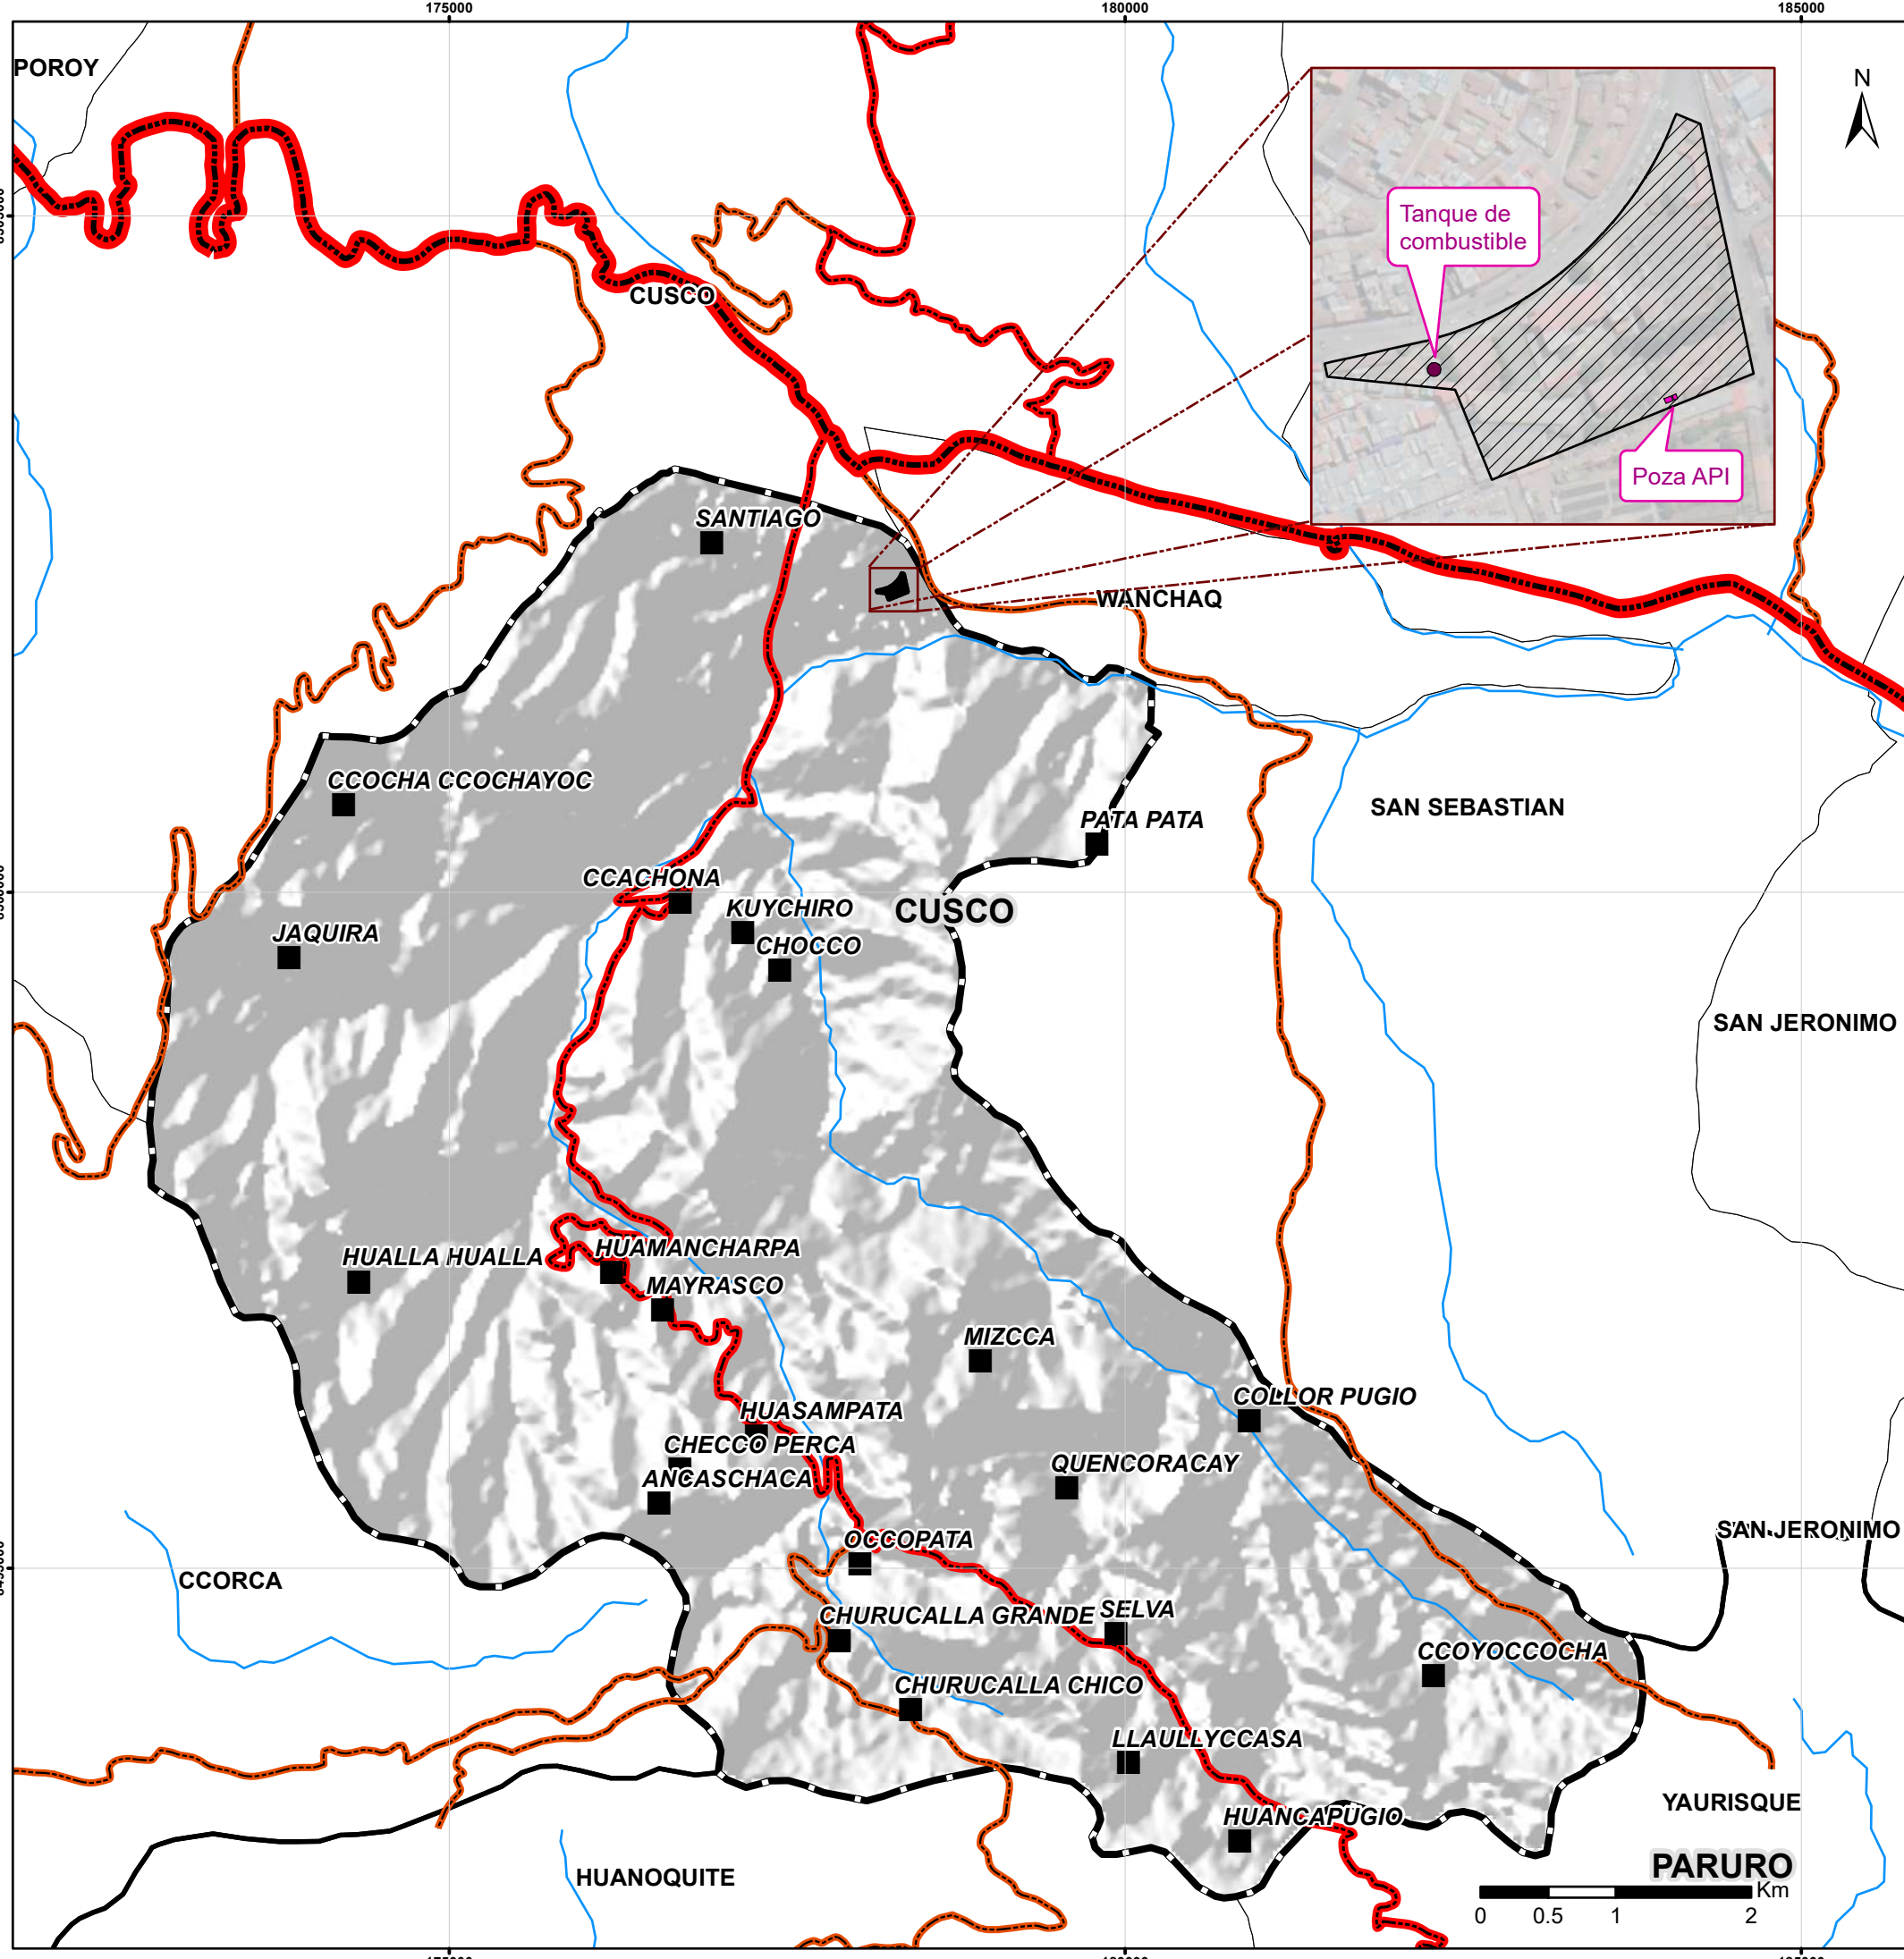 175000
180000
185000
POROY
N
Tanque de
combustible
CUSCO
Poza API
SANTIAGO
WANCHAQ
CCOCHA CCOCHAYOC
SAN SEBASTIAN
PATA PATA
CCACHONA
KUYCHIRO
CUSCO
JAQUIRA
CHOCCO
SAN JERONIMO
HUAMANCHARPA
HUALLA HUALLA
MAYRASCO
MIZCCA
COLLOR PUGIO
HUASAMPATA
CHECCO PERCA
QUENCORACAY
ANCASCHACA
SAN JERONIMO
OCCOPATA
CCORCA
CHURUCALLA GRANDE
SELVA
CCOYOCCOCHA
CHURUCALLA CHICO
LLAULLYCCASA
YAURISQUE
HUANCAPUGIO
PARURO
HUANOQUITE
Km
0 0.5 1 2